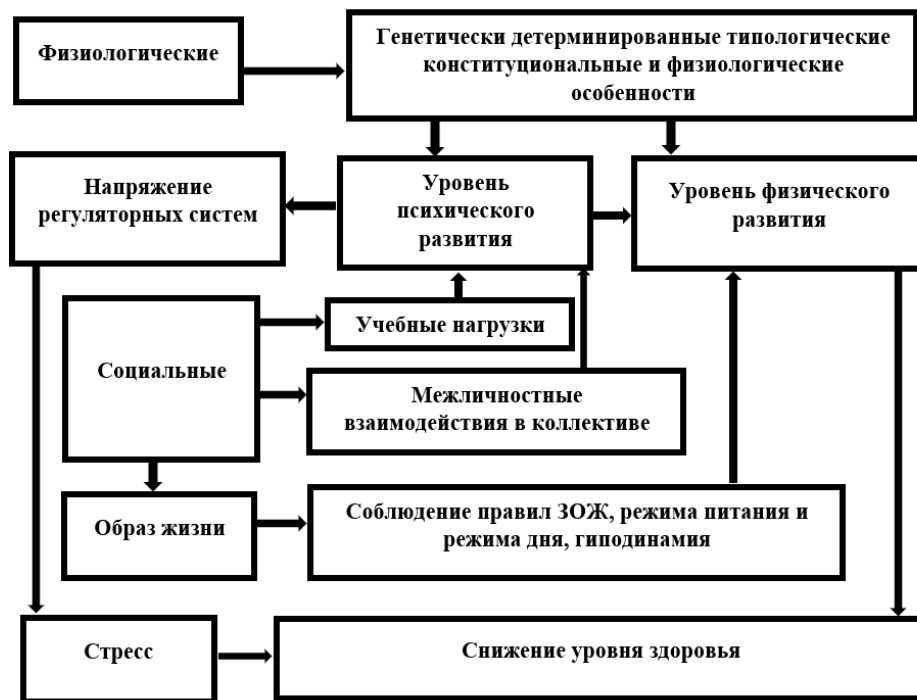 Физиологические
Генетически детерминированные типологические
конституциональные и физиологические
особенности
Напряжение
регуляторных систем
Уровень
психического
развития
Уровень физического
развития
Социальные
Учебные нагрузки
Межличностные
взаимодействия в коллективе
Образ жизни
Соблюдение правил ЗОЖ, режима питания и
режима дня, гиподинамия
Стресс
Снижение уровня здоровья